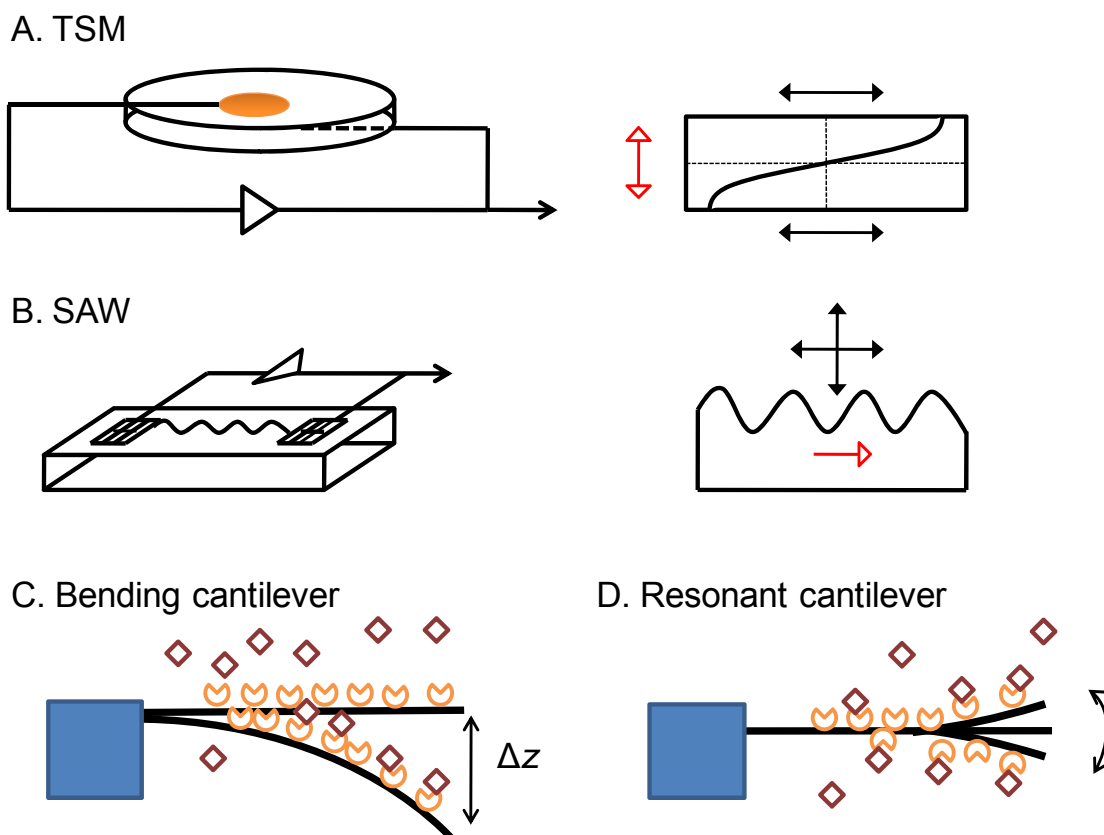 A. TSM
B. SAW
C. Bending cantilever
D. Resonant cantilever
Δz